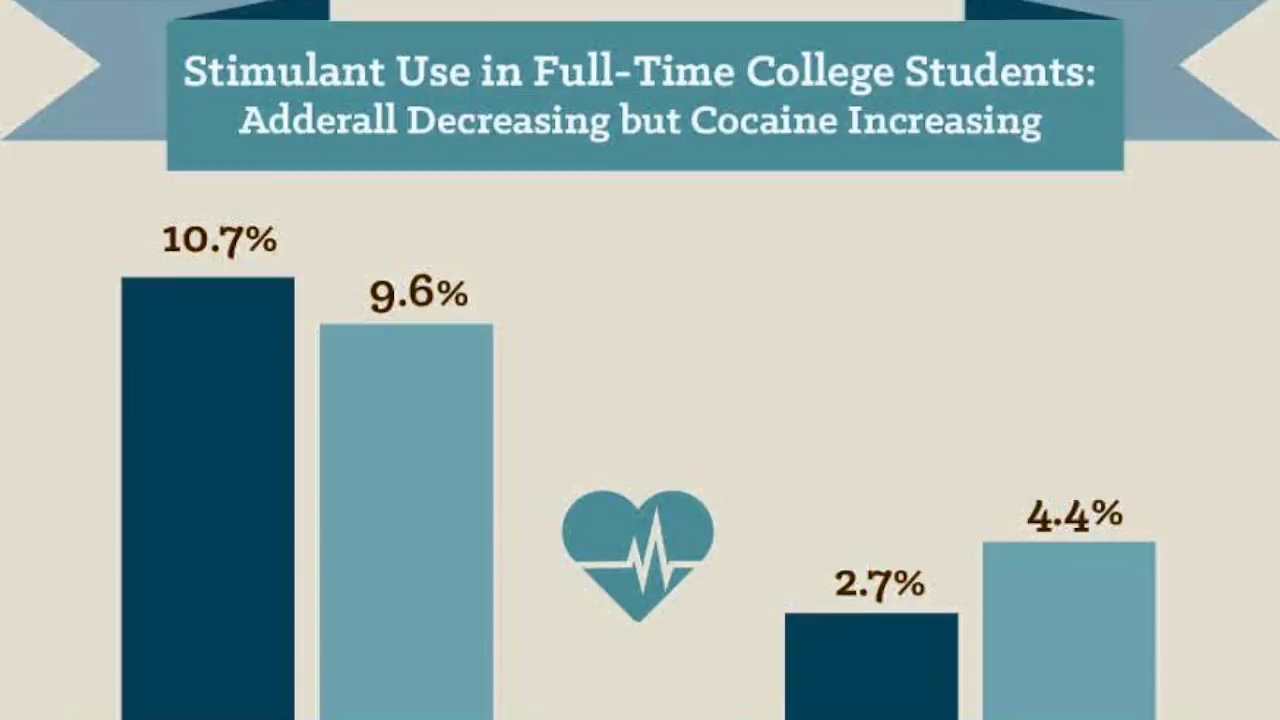 Stimulant Use in Full-Time College Students:
Adderall Decreasing but Cocaine Increasing
10.7%
9.6%
2.7%
4.4%